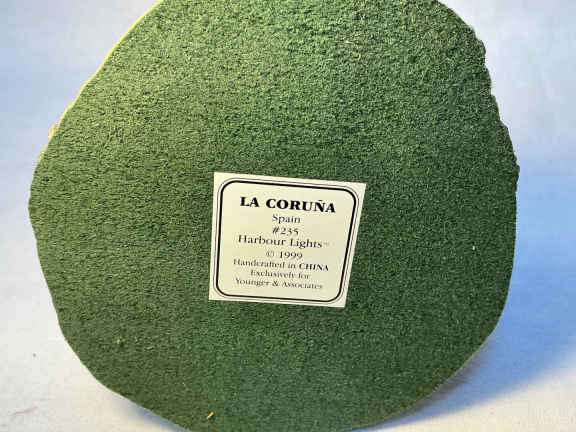 LA CORUÑA
Spain
#235
Harbour Lights™
© 1999
Handcrafted in CHINA
Exclusively for
Younger & Associates